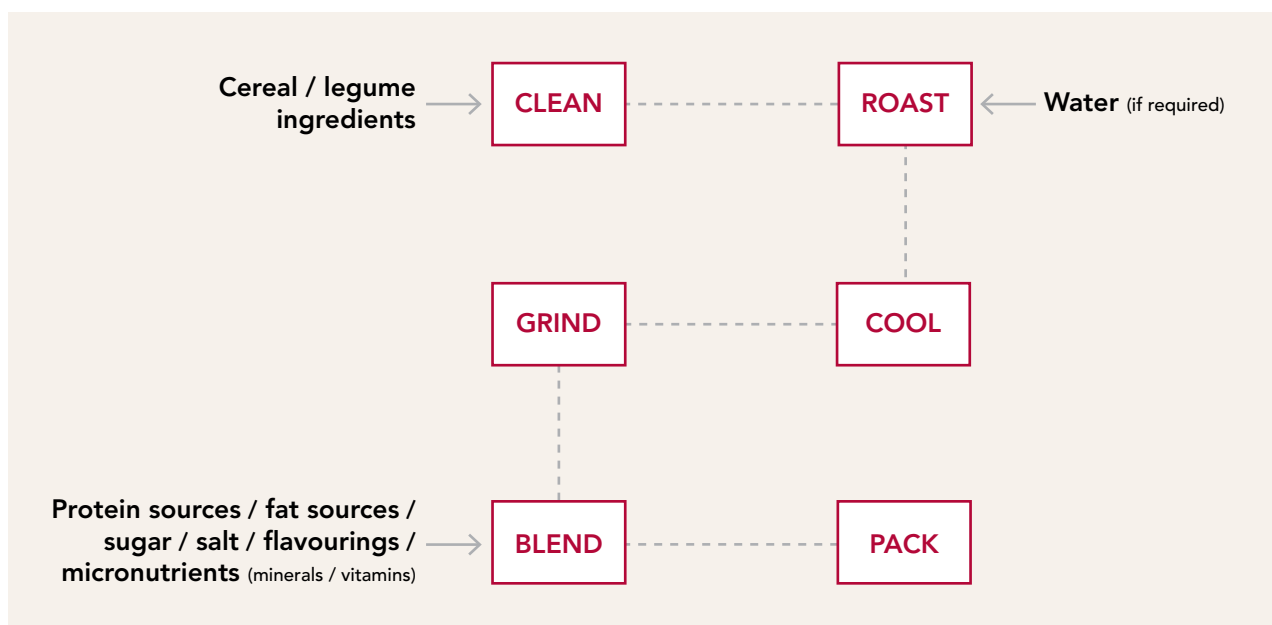 Cereal / legume
ingredients
CLEAN
ROAST
Water (if required)
GRIND
COOL
Protein sources / fat sources /
sugar / salt / flavourings /
micronutrients (minerals / vitamins)
BLEND
PACK